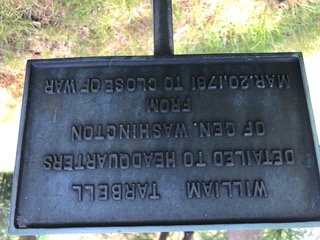 WILLIAM TARBELL
DETAILED TO HEADQUARTERS
OF GEN. WASHINGTON
FROM
MAR.20,1781 TO CLOSE OF WAR